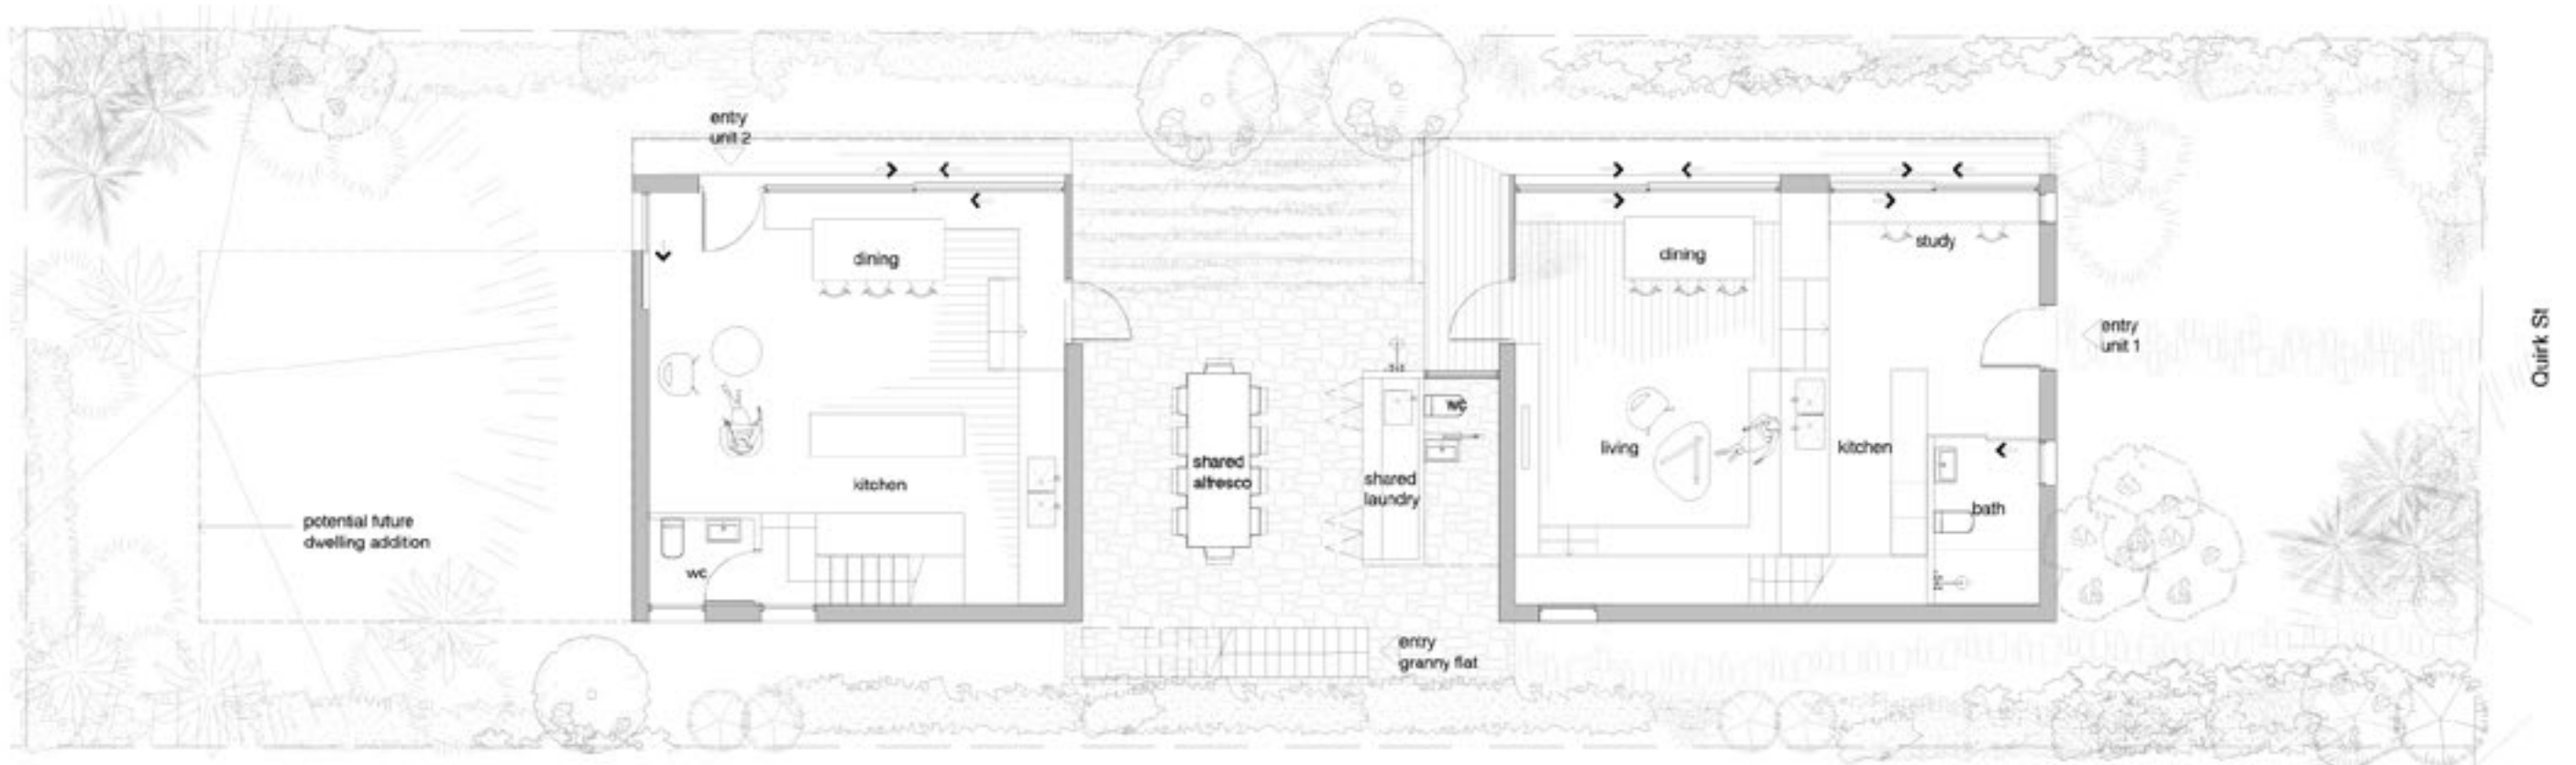 entry
unit 2
dining
kitchen
wc
potential future
dwelling addition
shared
alfresco
shared
laundry
wc
entry
granny flat
dining
living
kitchen
study
bath
entry
unit 1
Quirk St